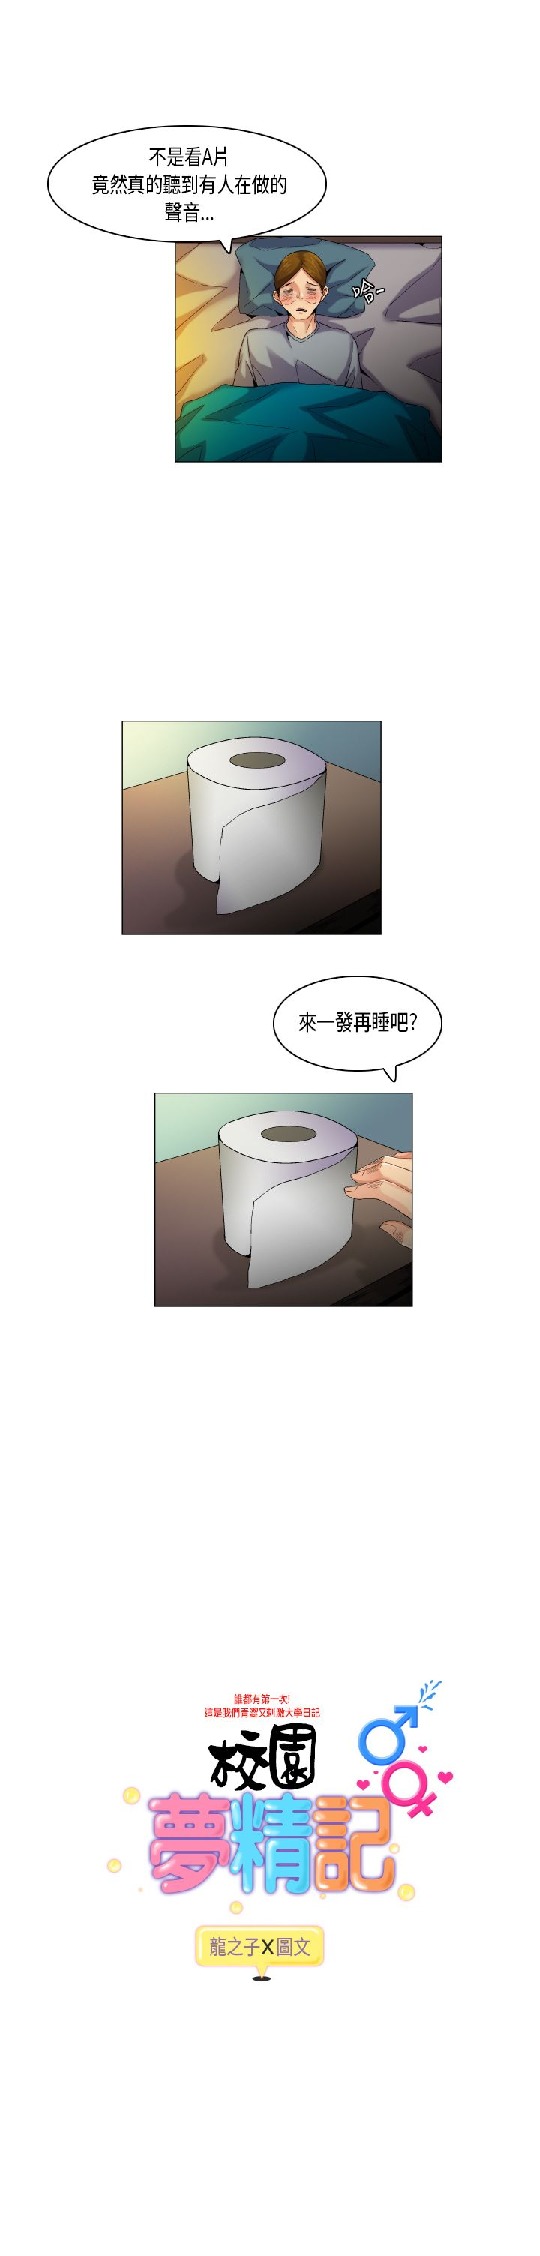 不是看A片
竟然真的聽到有人在做的
聲音...
哈~
來一發再睡吧?
誰都有第一次!
這是我們青澀又刺激大學日記
校園
夢精記
龍之子X圖文